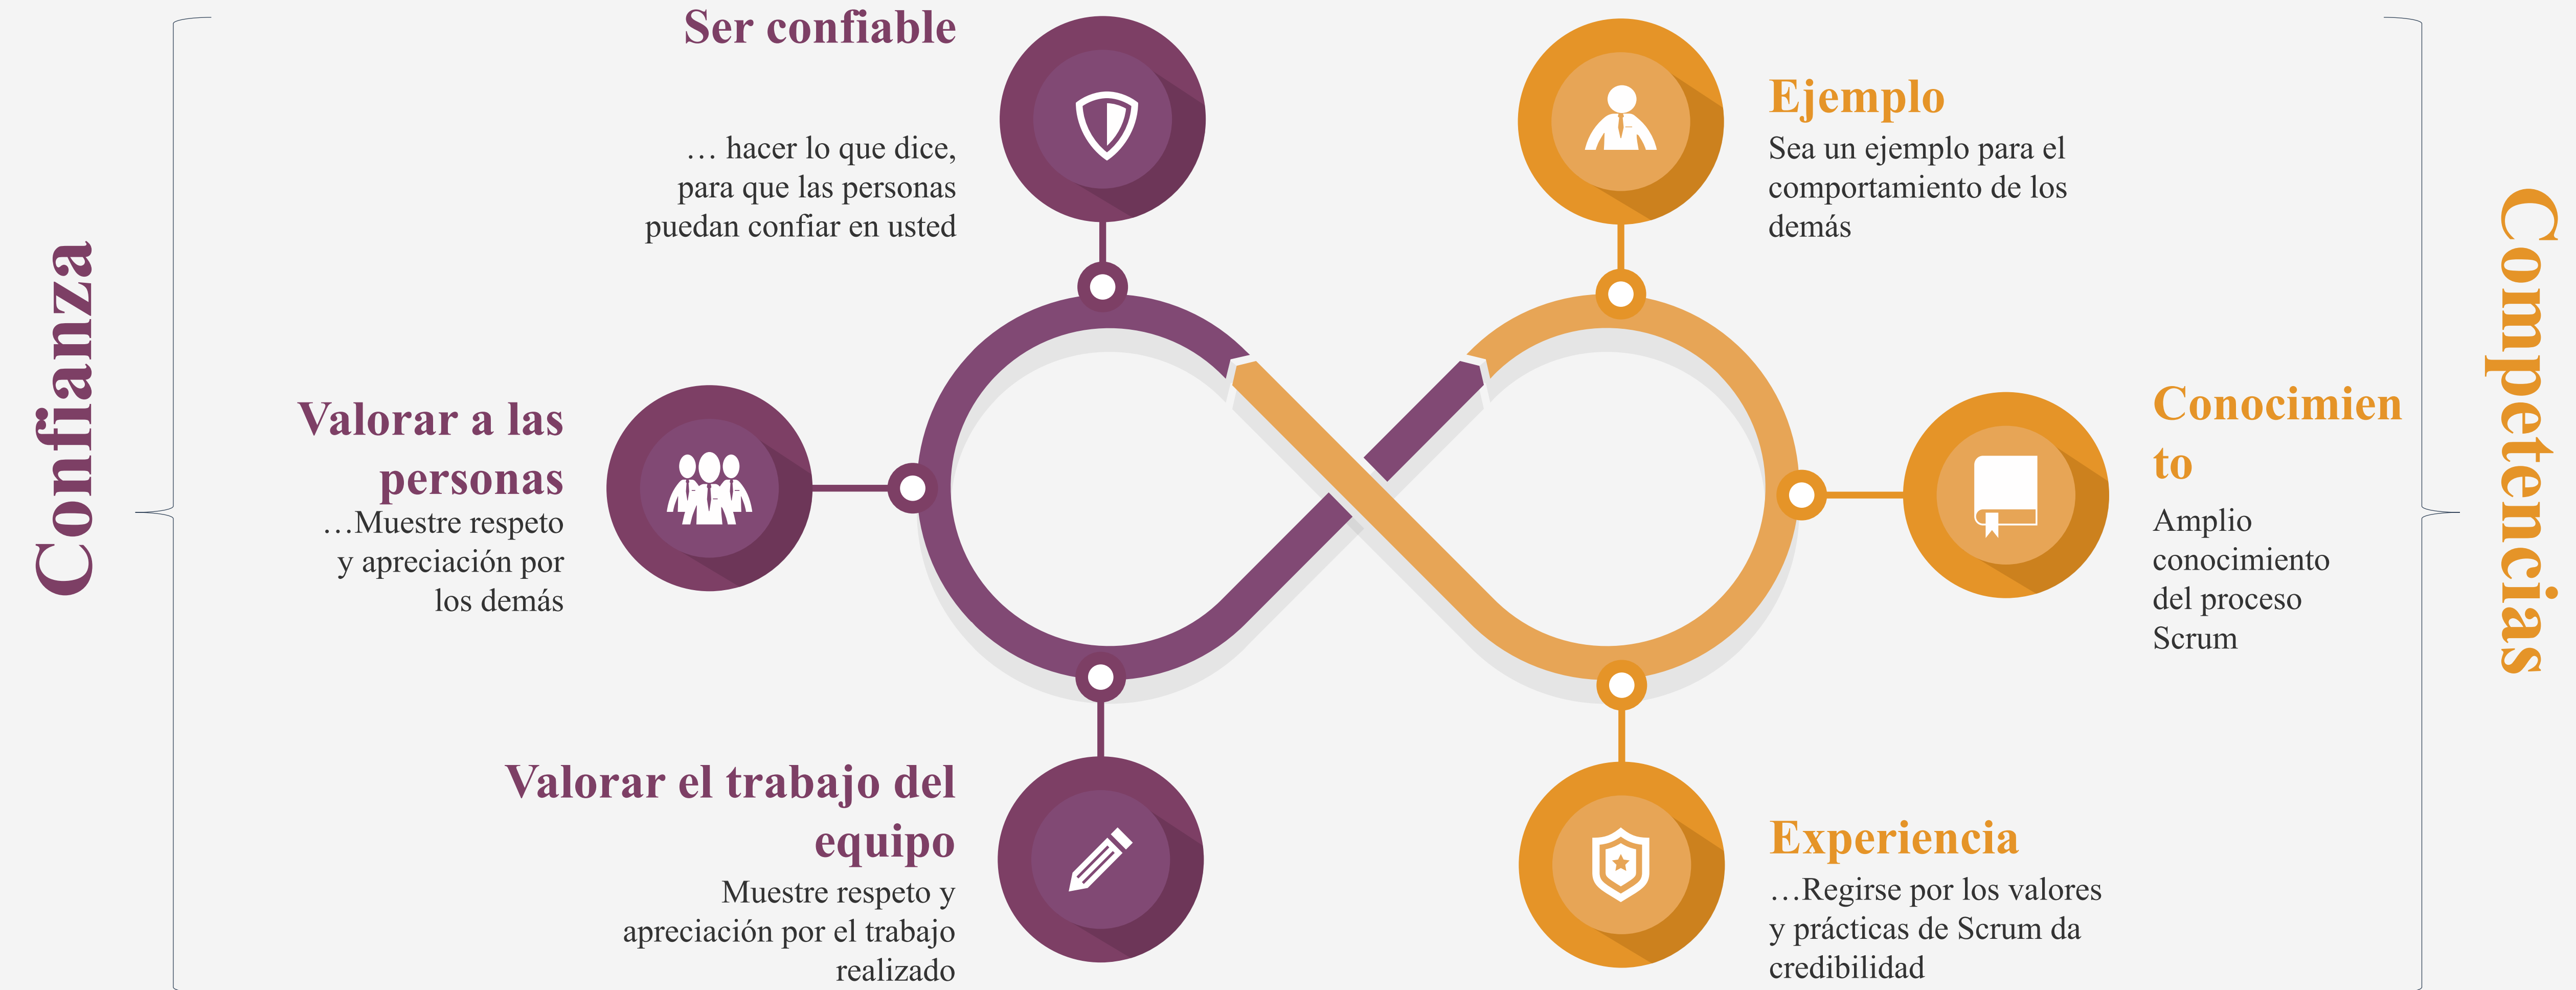 Confianza
Ser confiable
… hacer lo que dice,
para que las personas
puedan confiar en usted
Valorar a las
personas
…Muestre respeto
y apreciación por
los demás
Valorar el trabajo del
equipo
Muestre respeto y
apreciación por el trabajo
realizado
Ejemplo
Sea un ejemplo para el
comportamiento de los
demás
Conocimien
to
Amplio
conocimiento
del proceso
Scrum
Experiencia
…Regirse por los valores
y prácticas de Scrum da
credibilidad
Competencias